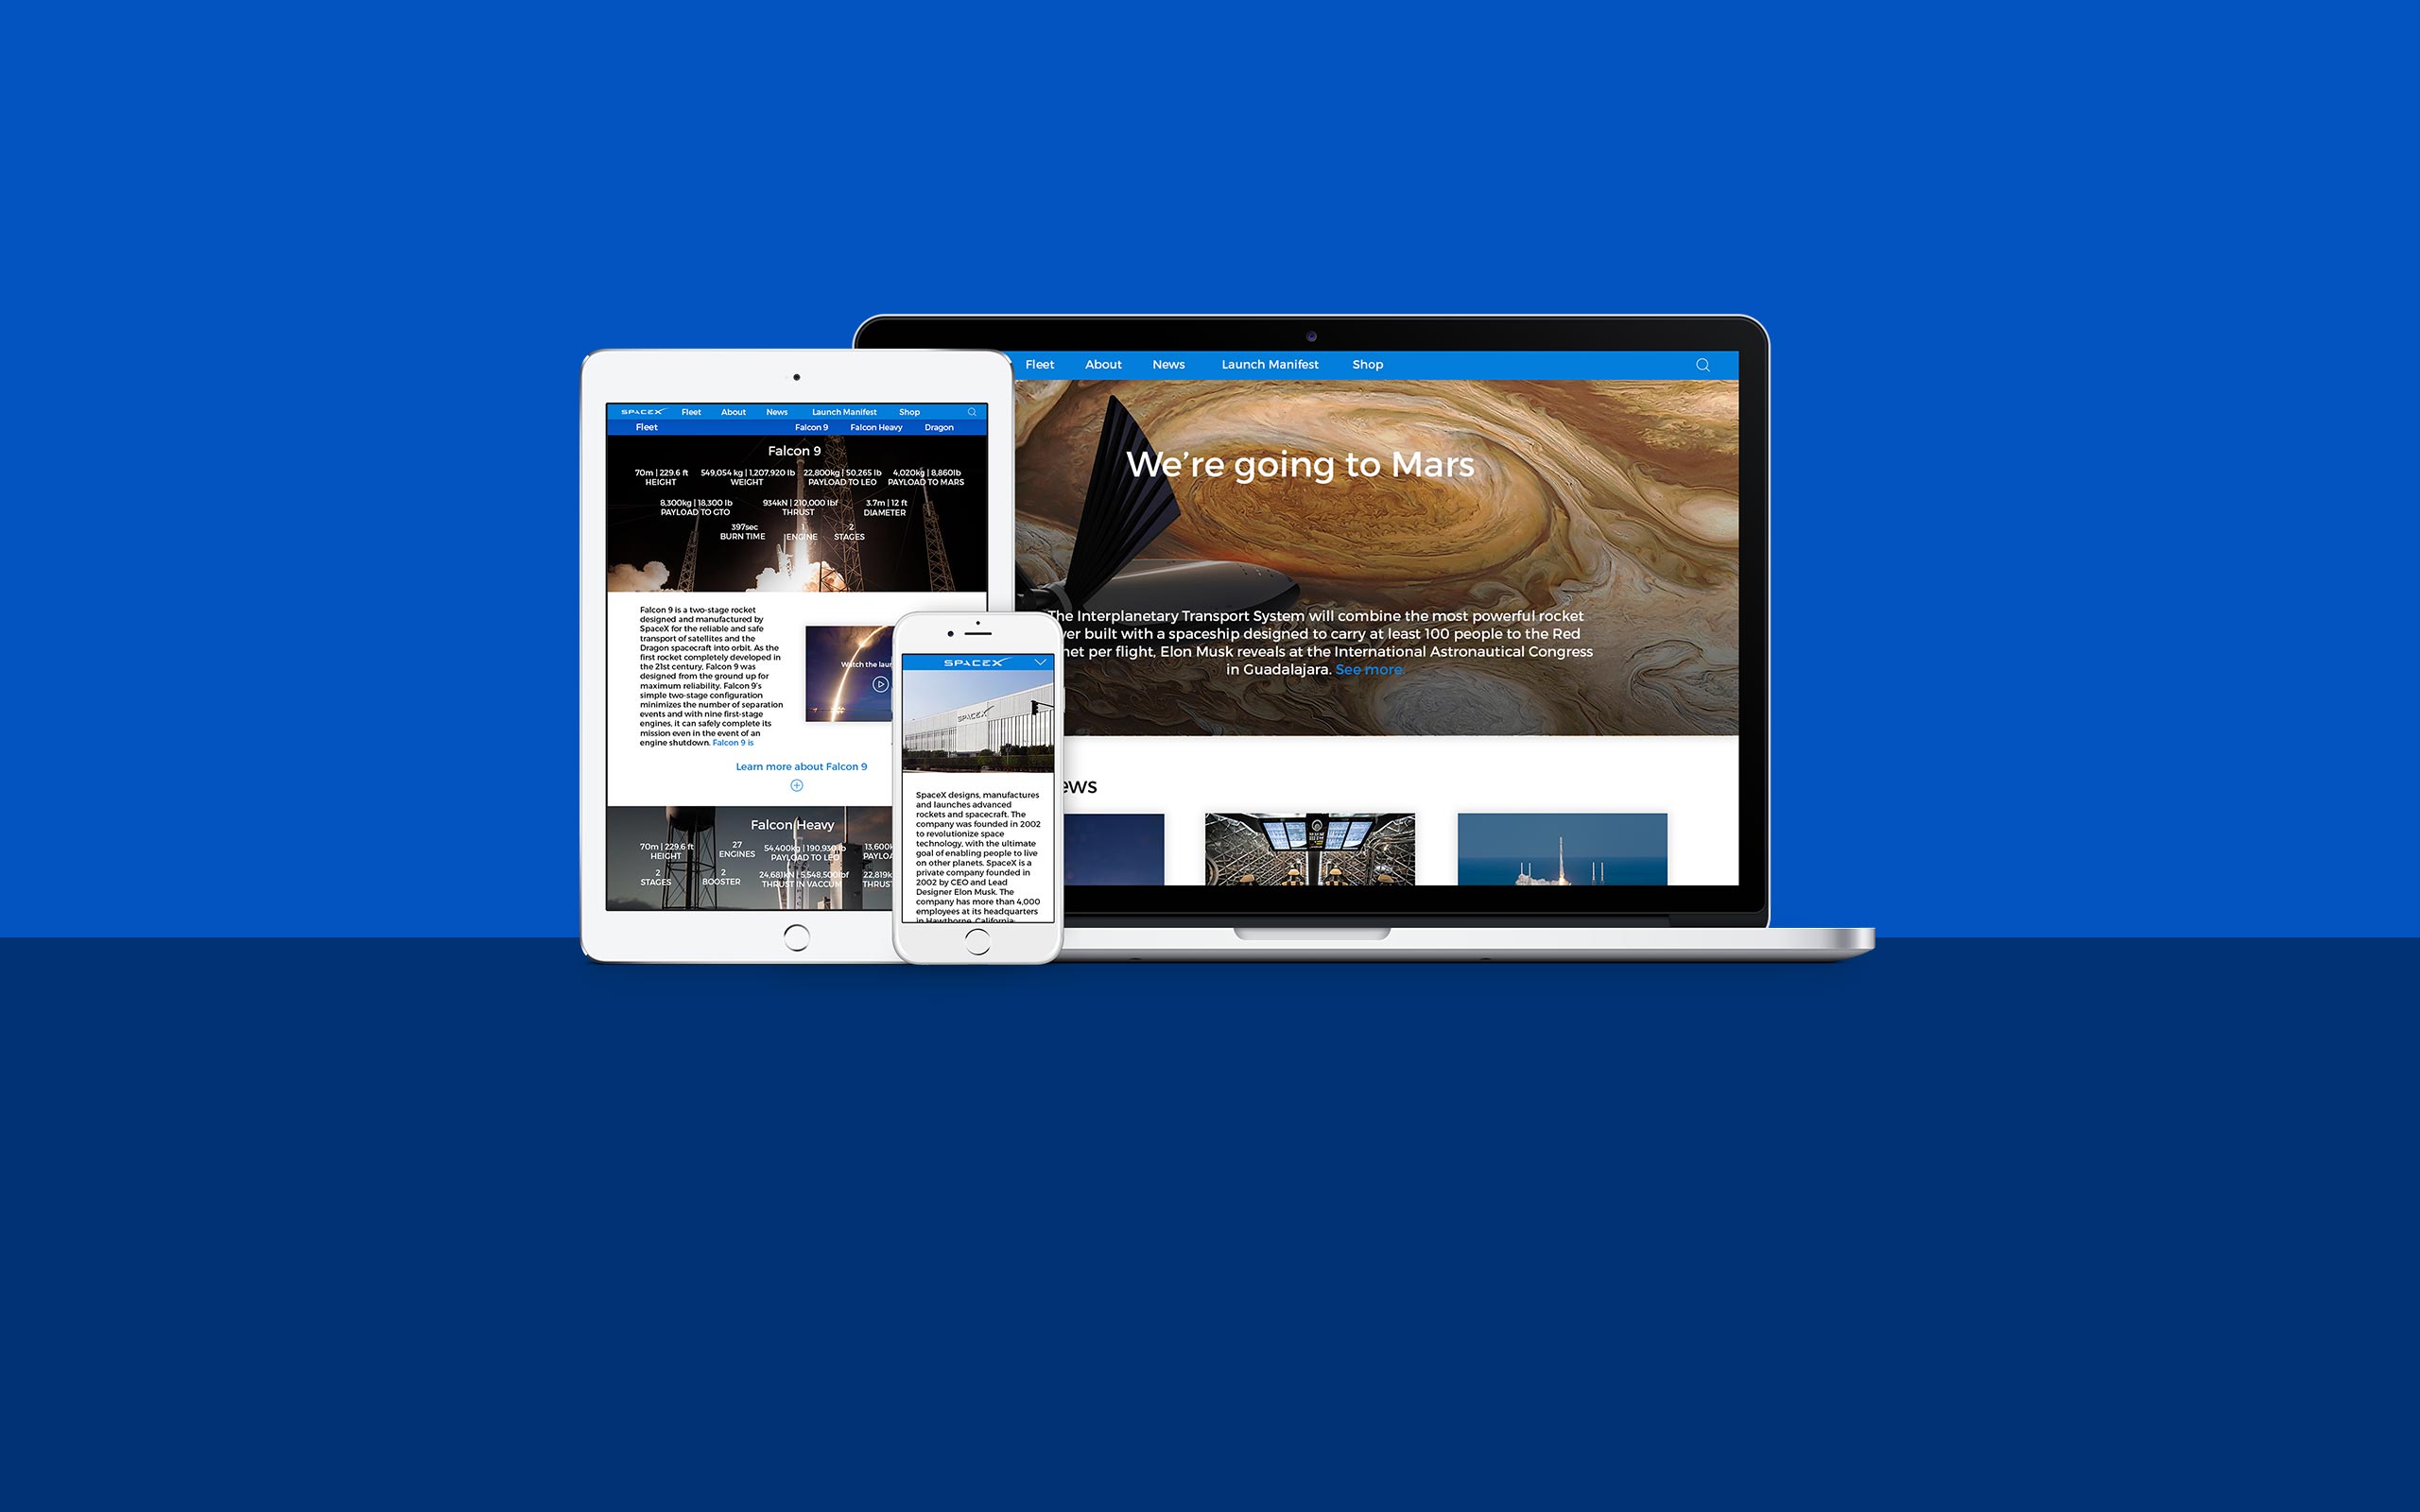 Fleet About News Launch Manifest Shop
We're going to Mars
The Interplanetary Transport System will combine the most powerful rocket
ver built with a spaceship designed to carry at least 100 people to the Red
net per flight, Elon Musk reveals at the International Astronautical Congress
in Guadalajara. See more
ews
SPACEX Fleet About News Launch Manifest Shop
Fleet Falcon 9 Falcon Heavy Dragon
Falcon 9
70m | 229.6 ft 549,054 kg | 1,207,920 lb 22,800kg | 50,265 lb 4,020kg | 8,860lb
HEIGHT WEIGHT PAYLOAD TO LEO PAYLOAD TO MARS
8,300kg | 18,300 lb 934kN | 210,000 lbf 3.7m | 12 ft
PAYLOAD TO GTO THRUST DIAMETER
397sec 1 2
BURN TIME ENGINE STAGES
Falcon 9 is a two-stage rocket
designed and manufactured by
SpaceX for the reliable and safe
transport of satellites and the
Dragon spacecraft into orbit. As the
first rocket completely developed in
the 21st century, Falcon 9 was
designed from the ground up for
maximum reliability. Falcon 9's
simple two-stage configuration
minimizes the number of separation
events and with nine first-stage
engines, it can safely complete its
mission even in the event of an
engine shutdown. Falcon 9 is
Watch the laun
Learn more about Falcon 9
Falcon Heavy
70m | 229.6 ft 27 54,400kg | 190,930 lb 13,600k
HEIGHT ENGINES PAYLOAD TO LEO PAYLOA
2 2 24,681kN | 5,548,500lbf 22,819k
STAGES BOOSTER THRUST IN VACCUM THRUST
SPACEX
SPACEX
SpaceX designs, manufactures
and launches advanced
rockets and spacecraft. The
company was founded in 2002
to revolutionize space
technology, with the ultimate
goal of enabling people to live
on other planets. SpaceX is a
private company founded in
2002 by CEO and Lead
Designer Elon Musk. The
company has more than 4,000
employees at its headquarters
in Hawthorne, California;